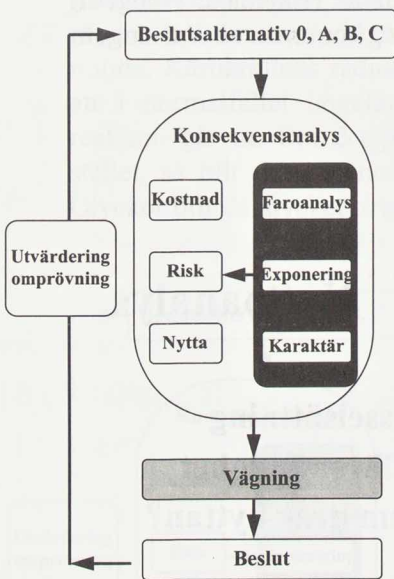 Beslutsalternativ 0, A, B, C
Konsekvensanalys
Kostnad
Faroanalys
Utvärdering
omprövning
Risk
Exponering
Nytta
Karaktär
Vägning
Beslut